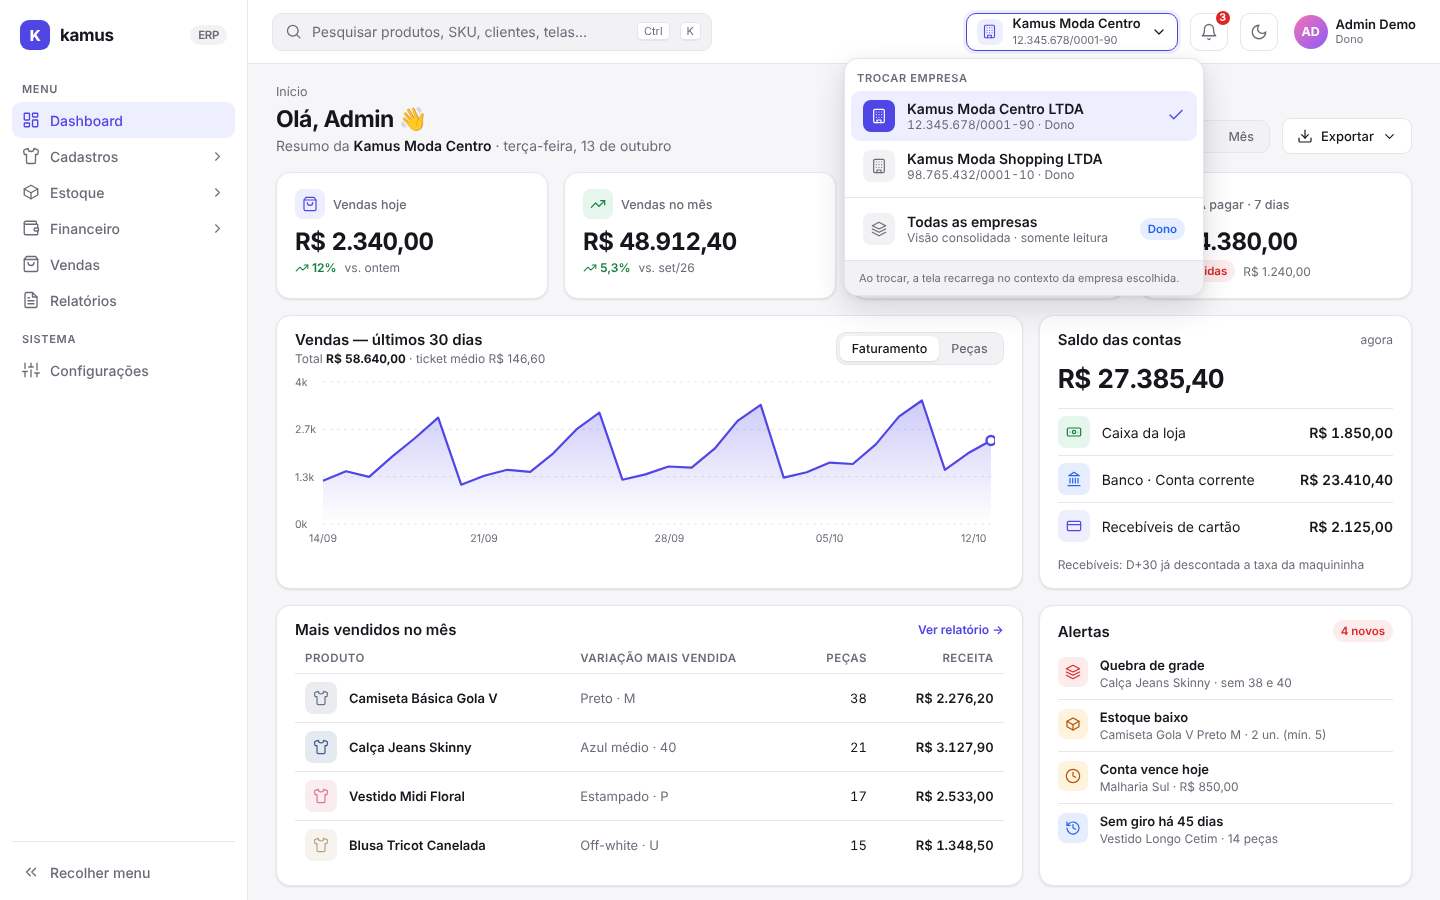 K kamus ERP
MENU
Dashboard
Cadastros
Estoque
Financeiro
Vendas
Relatórios
SISTEMA
Configurações
Recolher menu
Pesquisar produtos, SKU, clientes, telas... Ctrl K
Kamus Moda Centro
12.345.678/0001-90
3
AD
Admin Demo
Dono
TROCAR EMPRESA
Kamus Moda Centro LTDA
12.345.678/0001-90 · Dono
Kamus Moda Shopping LTDA
98.765.432/0001-10 · Dono
Todas as empresas
Visão consolidada · somente leitura
Dono
Ao trocar, a tela recarrega no contexto da empresa escolhida.
Início
Olá, Admin 👋
Resumo da Kamus Moda Centro · terça-feira, 13 de outubro
Mês
Exportar
Vendas hoje
R$ 2.340,00
12% vs. ontem
Vendas no mês
R$ 48.912,40
5,3% vs. set/26
pagar · 7 dias
4.380,00
idas R$ 1.240,00
Vendas — últimos 30 dias
Total R$ 58.640,00 · ticket médio R$ 146,60
Faturamento Peças
4k
2.7k
1.3k
0k
14/09 21/09 28/09 05/10 12/10
Saldo das contas agora
R$ 27.385,40
Caixa da loja R$ 1.850,00
Banco · Conta corrente R$ 23.410,40
Recebíveis de cartão R$ 2.125,00
Recebíveis: D+30 já descontada a taxa da maquininha
Mais vendidos no mês Ver relatório →
PRODUTO VARIAÇÃO MAIS VENDIDA PEÇAS RECEITA
Camiseta Básica Gola V Preto · M 38 R$ 2.276,20
Calça Jeans Skinny Azul médio · 40 21 R$ 3.127,90
Vestido Midi Floral Estampado · P 17 R$ 2.533,00
Blusa Tricot Canelada Off-white · U 15 R$ 1.348,50
Alertas 4 novos
Quebra de grade
Calça Jeans Skinny · sem 38 e 40
Estoque baixo
Camiseta Gola V Preto M · 2 un. (mín. 5)
Conta vence hoje
Malharia Sul · R$ 850,00
Sem giro há 45 dias
Vestido Longo Cetim · 14 peças